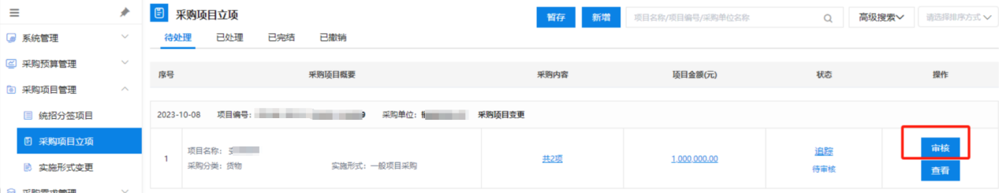 采购项目立项 暂存 新增 项目名称/项目编号/采购单位名称 高级搜索 请选择排序方式
系统管理 待处理 已处理 已完结 已撤销
采购预算管理
序号 采购项目概要 采购内容 项目金额(元) 状态 操作
采购项目管理
统招分签项目 2023-10-08 项目编号: 采购单位: 采购项目变更
采购项目立项
1 项目名称: 共2项 1,000,000.00 追踪 审核
采购分类: 货物 实施形式: 一般项目采购 待审核 查看
实施形式变更
采购需求管理